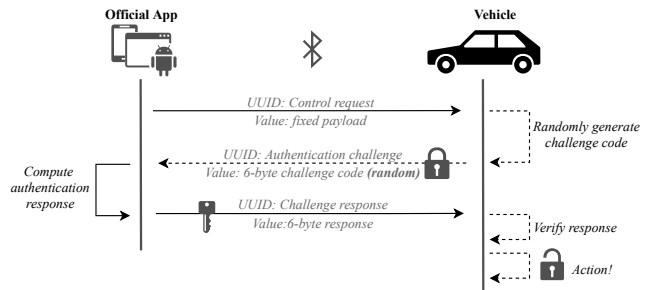 Official App
Vehicle
UUID: Control request
Value: fixed payload
Randomly generate
challenge code
UUID: Authentication challenge
Value: 6-byte challenge code (random)
Compute
authentication
response
UUID: Challenge response
Value:6-byte response
Verify response
Action!